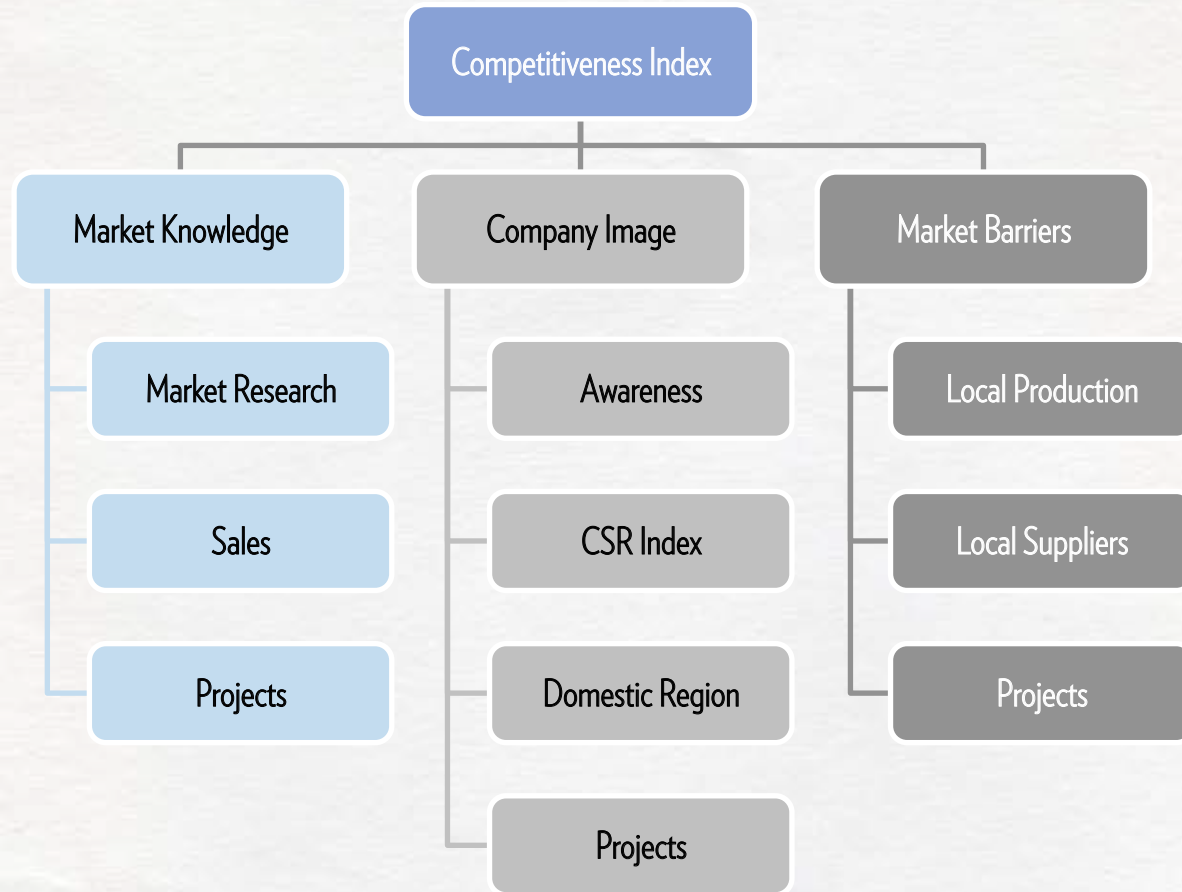 Competitiveness Index
Market Knowledge
Market Research
Sales
Projects
Company Image
Awareness
CSR Index
Domestic Region
Projects
Market Barriers
Local Production
Local Suppliers
Projects